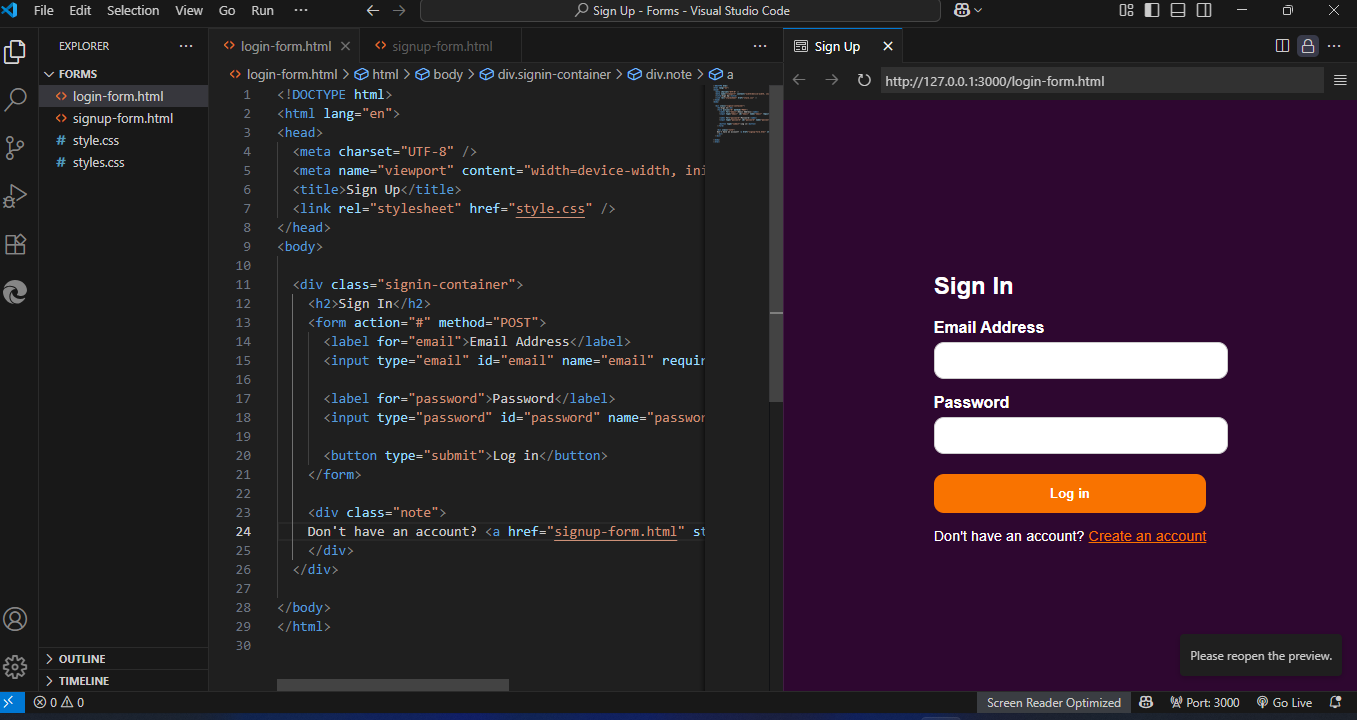 File Edit Selection View Go Run ··· Sign Up - Forms - Visual Studio Code
EXPLORER ···
FORMS
login-form.html
signup-form.html
style.css
styles.css
OUTLINE
TIMELINE
login-form.html signup-form.html ···
login-form.html > html > body > div.signin-container > div.note > a
1 <!DOCTYPE html>
2 <html lang="en">
3 <head>
4 <meta charset="UTF-8" />
5 <meta name="viewport" content="width=device-width, ini
6 <title>Sign Up</title>
7 <link rel="stylesheet" href="style.css" />
8 </head>
9 <body>
10
11 <div class="signin-container">
12 <h2>Sign In</h2>
13 <form action="#" method="POST">
14 <label for="email">Email Address</label>
15 <input type="email" id="email" name="email" requir
16
17 <label for="password">Password</label>
18 <input type="password" id="password" name="passwor
19
20 <button type="submit">Log in</button>
21 </form>
22
23 <div class="note">
24 Don't have an account? <a href="signup-form.html" st
25 </div>
26 </div>
27
28 </body>
29 </html>
30
Sign Up ···
http://127.0.0.1:3000/login-form.html
Sign In
Email Address
Password
Log in
Don't have an account? Create an account
Please reopen the preview.
0 0 Screen Reader Optimized Port: 3000 Go Live